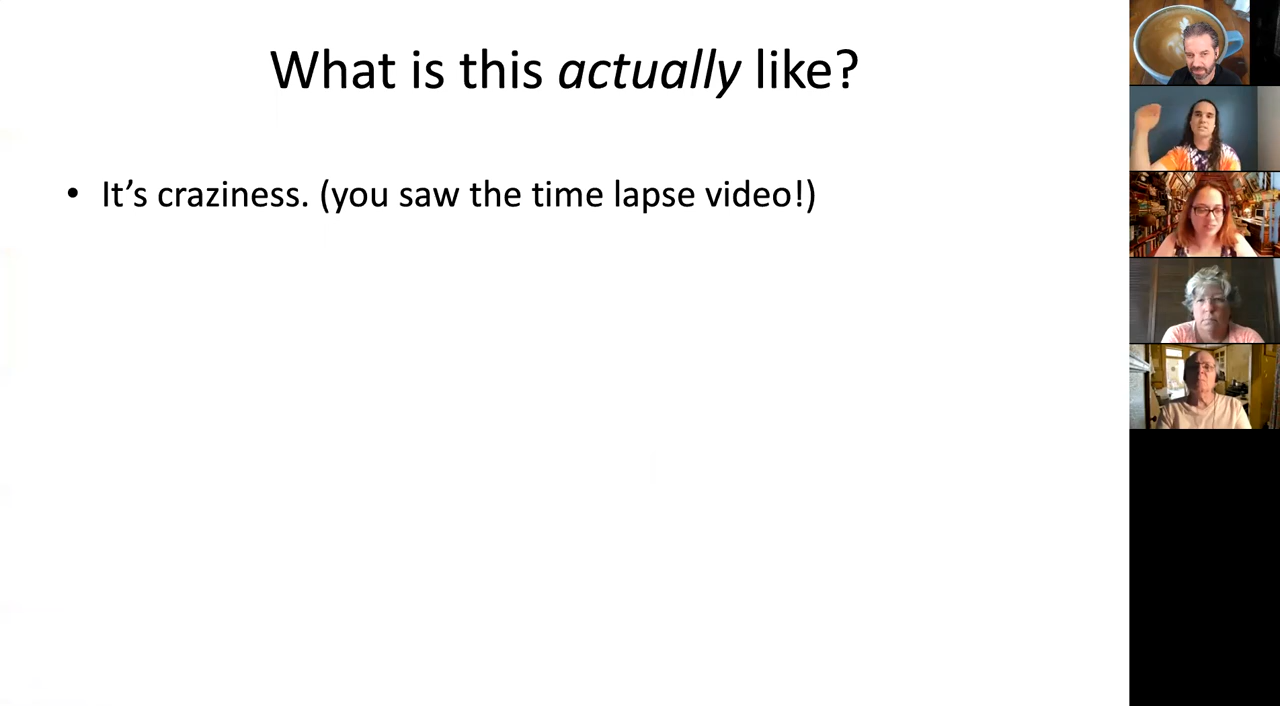 What is this actually like?
• It’s craziness. (you saw the time lapse video!)